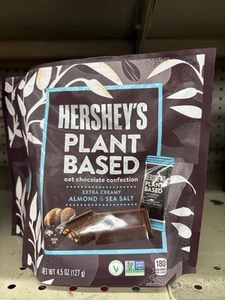 HERSHEY'S
PLANT
BASED
oat chocolate confection
EXTRA CREAMY
ALMOND & SEA SALT
HERSHEY'S
PLANT
BASED
180
NET WT 4.5 OZ (127 g)